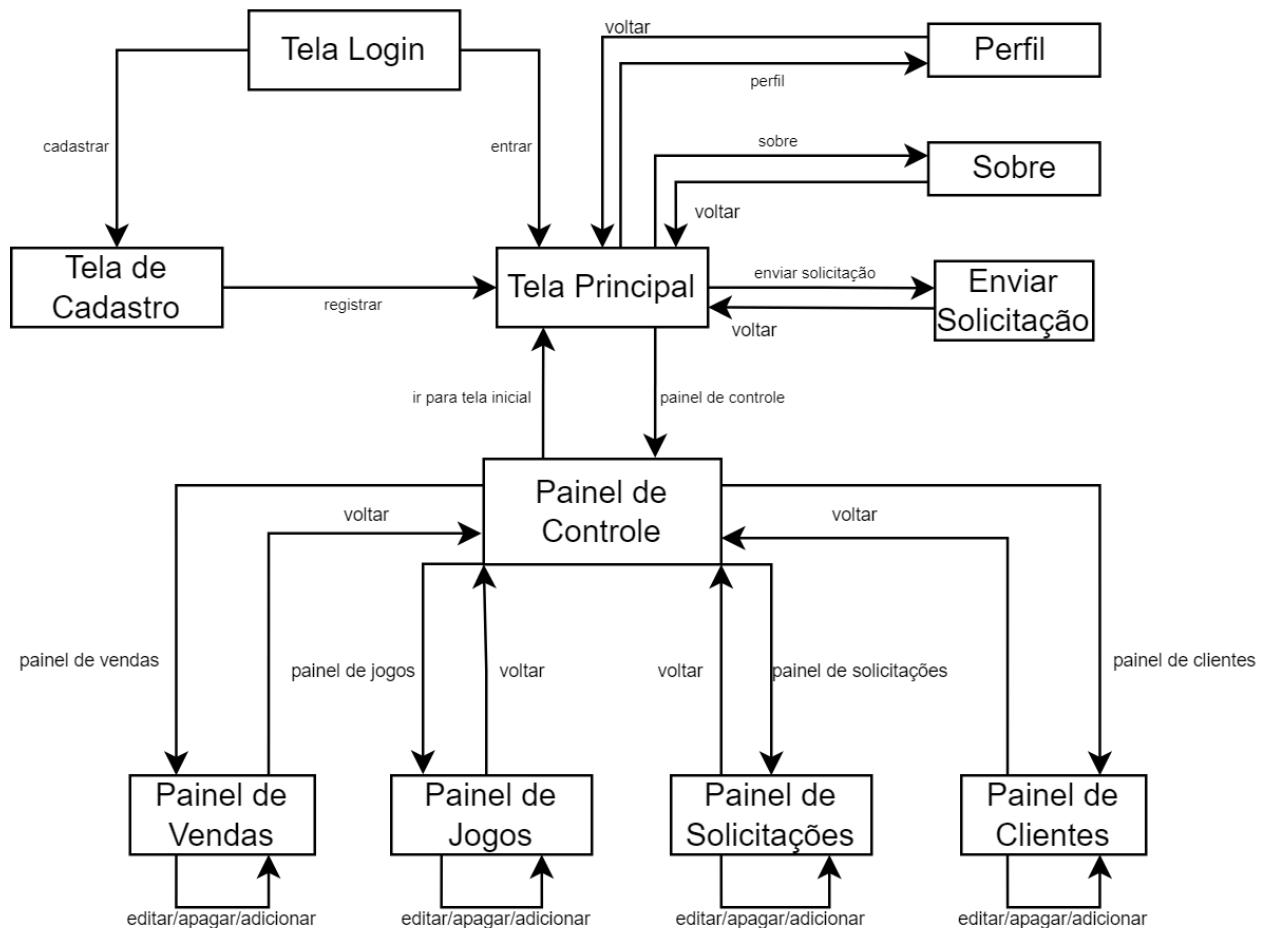 Tela Login
voltar
Perfil
perfil
cadastrar
entrar
sobre
Sobre
voltar
Tela de
Cadastro
registrar
Tela Principal
enviar solicitação
voltar
Enviar
Solicitação
ir para tela inicial
painel de controle
Painel de
Controle
voltar
voltar
painel de vendas
painel de jogos
voltar
voltar
painel de solicitações
painel de clientes
Painel de
Vendas
Painel de
Jogos
Painel de
Solicitações
Painel de
Clientes
editar/apagar/adicionar
editar/apagar/adicionar
editar/apagar/adicionar
editar/apagar/adicionar